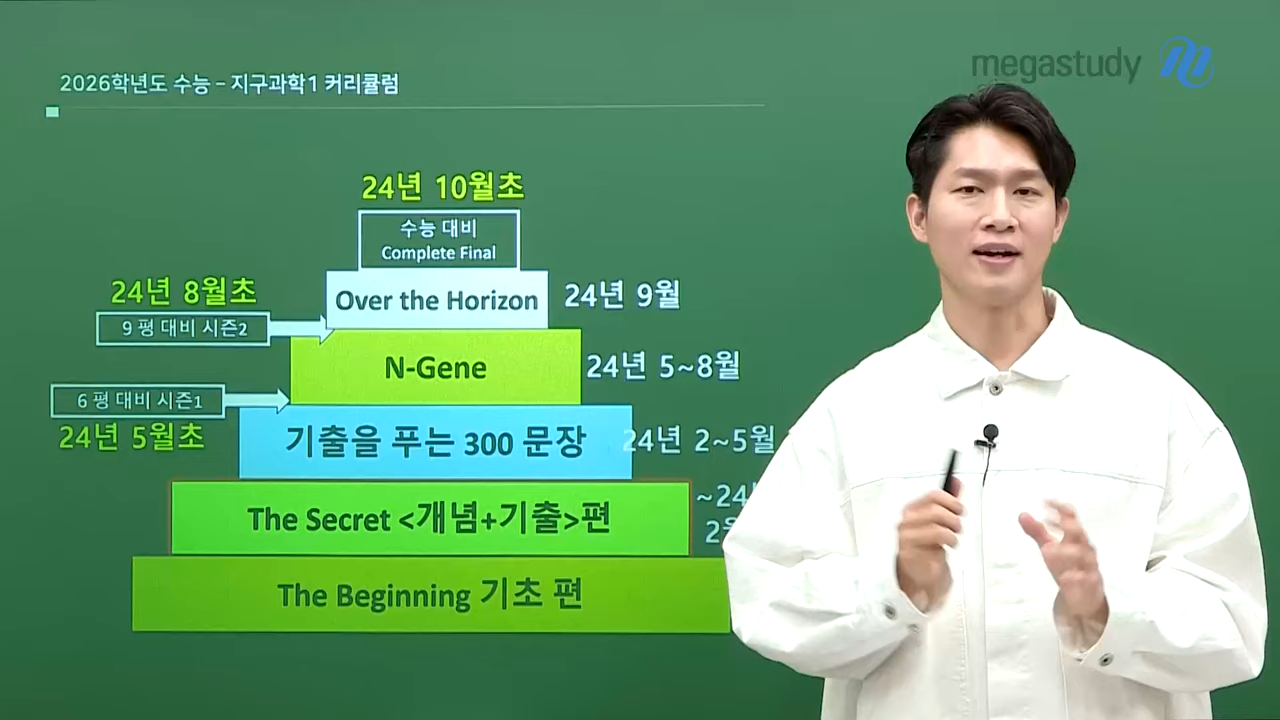 megastudy
2026학년도 수능 – 지구과학1 커리큘럼
24년 10월초
수능 대비
Complete Final
24년 8월초
Over the Horizon
24년 9월
9 평 대비 시즌2
N-Gene
24년 5~8월
6 평 대비 시즌1
24년 5월초
기출을 푸는 300 문장
24년 2~5월
~24
The Secret <개념+기출>편
2
The Beginning 기초 편